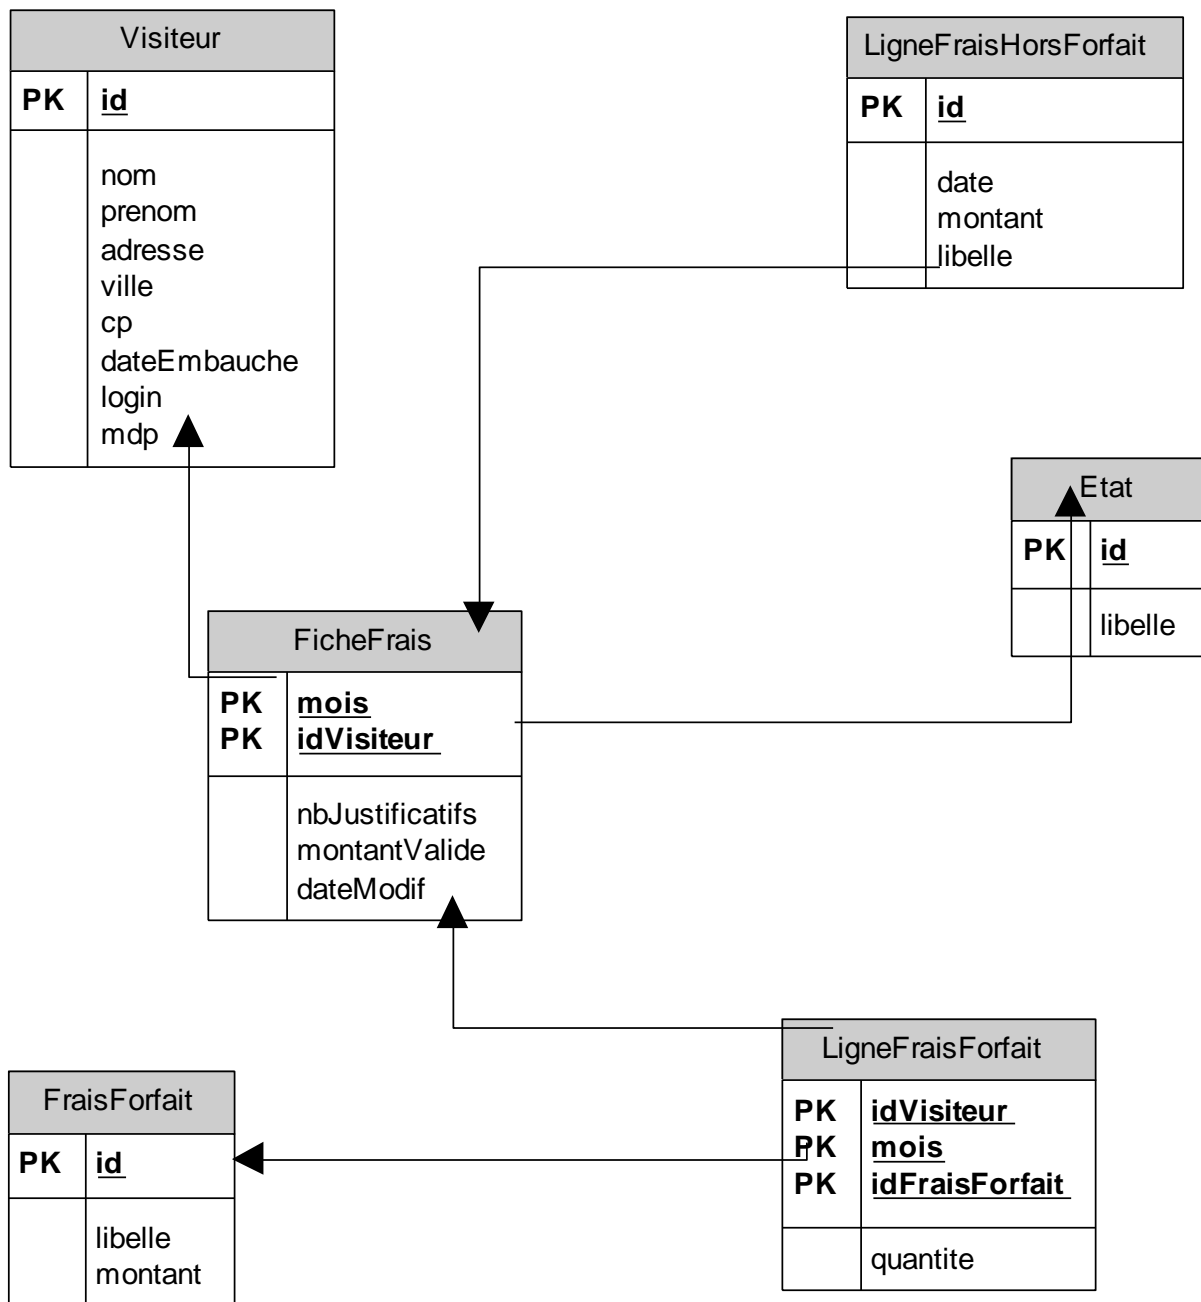 Visiteur
PK id
nom
prenom
adresse
ville
cp
dateEmbauche
login
mdp
LigneFraisHorsForfait
PK id
date
montant
libelle
Etat
PK id
libelle
FicheFrais
PK mois
PK idVisiteur
nbJustificatifs
montantValide
dateModif
LigneFraisForfait
PK idVisiteur
PK mois
PK idFraisForfait
quantite
FraisForfait
PK id
libelle
montant